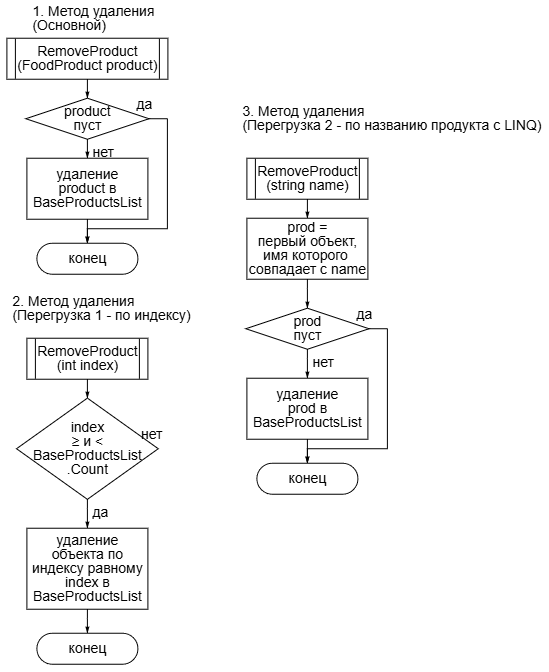 1. Метод удаления
(Основной)
RemoveProduct
(FoodProduct product)
product
пуст
да
нет
удаление
product в
BaseProductsList
конец
2. Метод удаления
(Перегрузка 1 - по индексу)
RemoveProduct
(int index)
index
≥ и <
BaseProductsList
.Count
нет
да
удаление
объекта по
индексу равному
index в
BaseProductsList
конец
3. Метод удаления
(Перегрузка 2 - по названию продукта с LINQ)
RemoveProduct
(string name)
prod =
первый объект,
имя которого
совпадает с name
prod
пуст
да
нет
удаление
prod в
BaseProductsList
конец